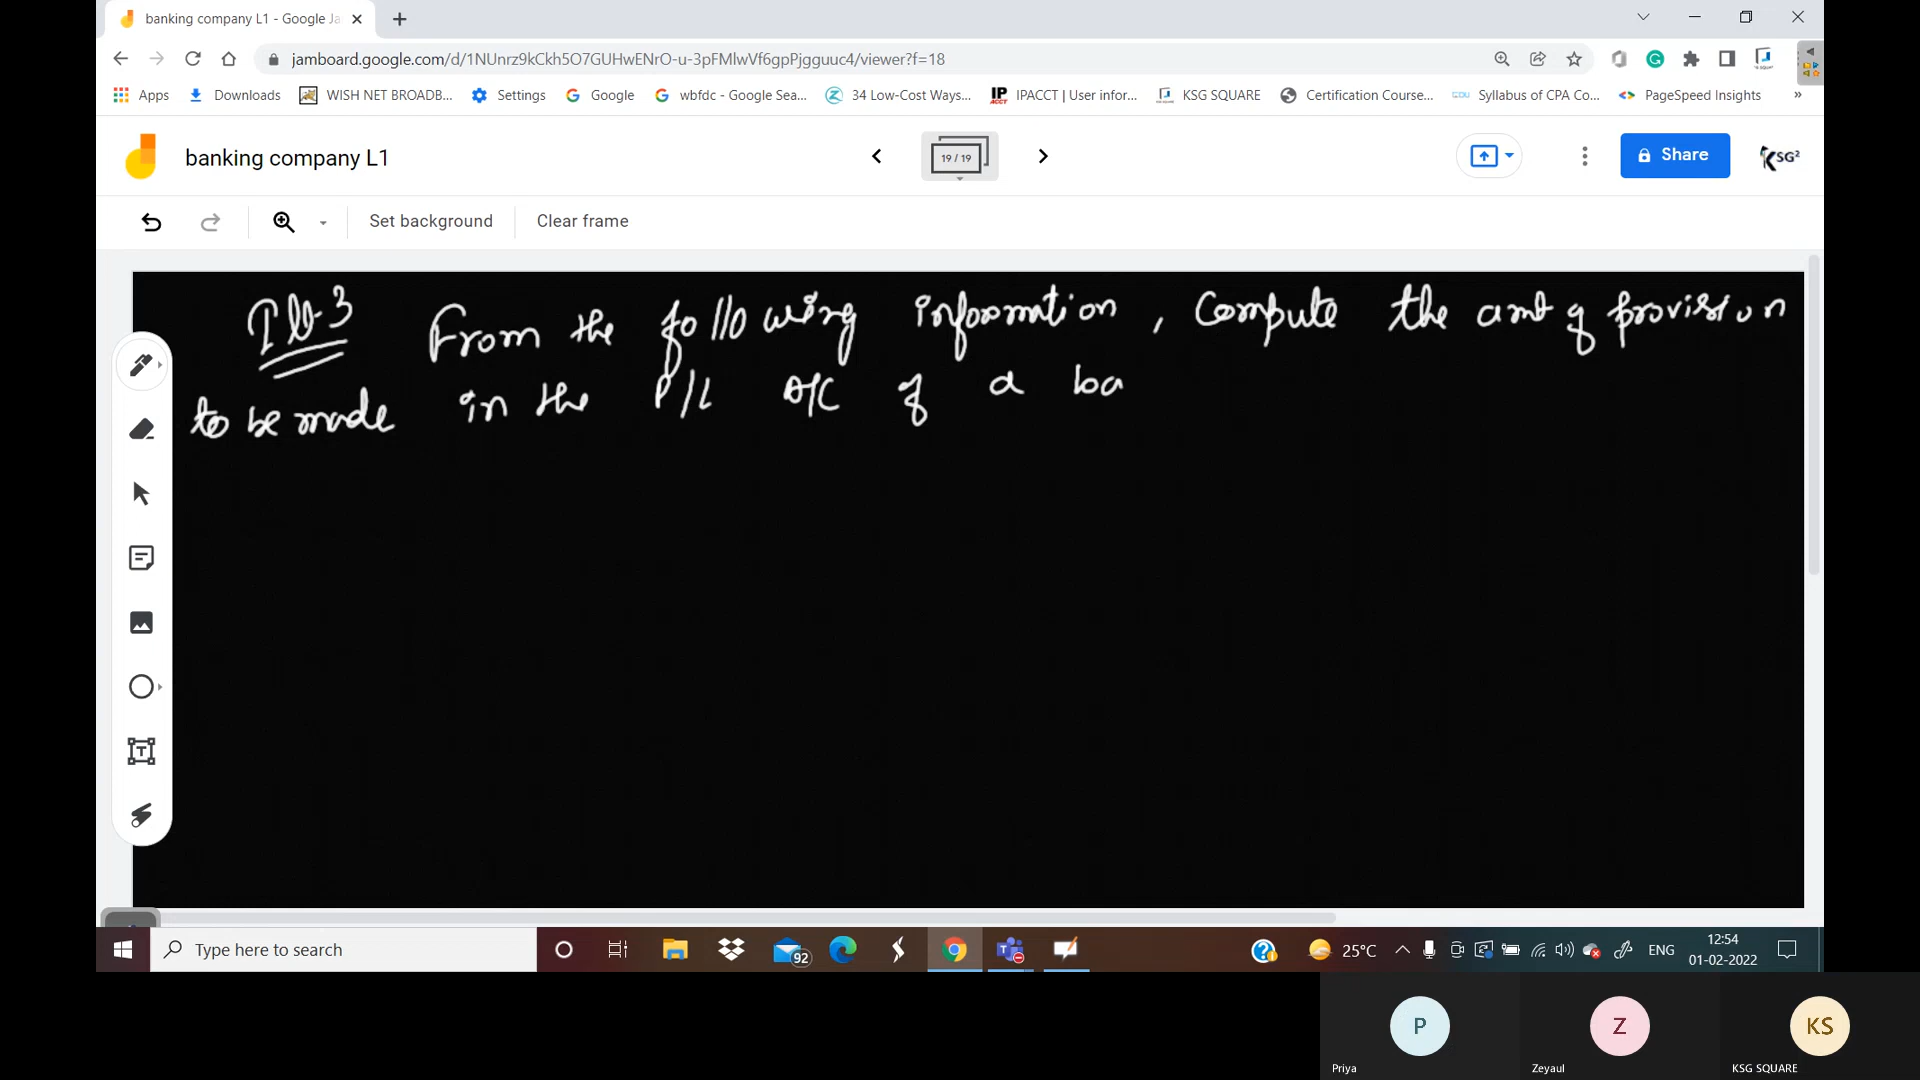 banking company L1 - Google Ja
jamboard.google.com/d/1NUnrz9kCkh5O7GUHwENrO-u-3pFMlwVf6gpPjgguuc4/viewer?f=18
Apps Downloads WISH NET BROADB... Settings Google wbfdc - Google Sea... 34 Low-Cost Ways... IPACCT | User infor... KSG SQUARE Certification Course... Syllabus of CPA Co... PageSpeed Insights »
banking company L1
19 / 19
Share
KSG²
Set background Clear frame
Ill-3 From the following information, Compute the amt of provision
to be made in the P/L A/C of a ba
Type here to search
92
25°C
ENG
12:54
01-02-2022
P Z KS
Priya Zeyaul KSG SQUARE